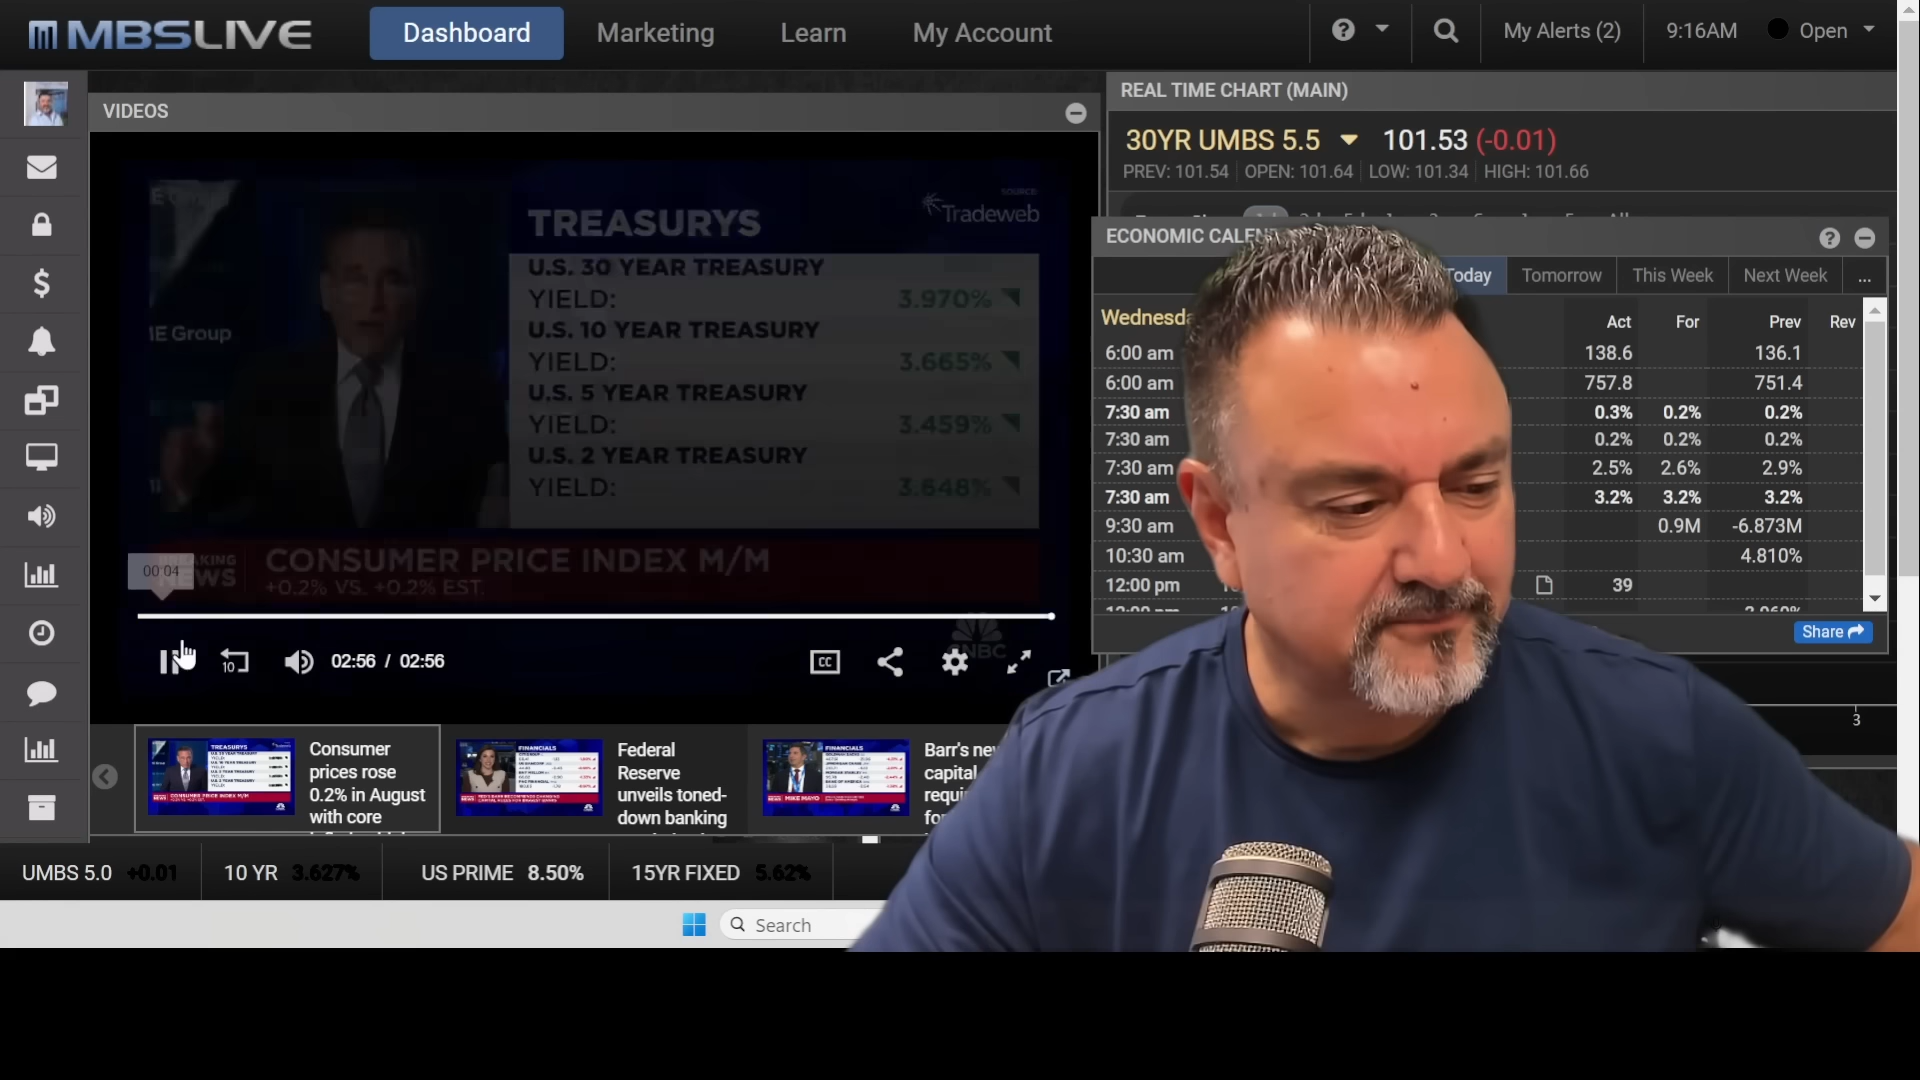 MBSLIVE
Dashboard
Marketing
Learn
My Account
My Alerts (2)
9:16AM
Open
VIDEOS
SOURCE
Tradeweb
TREASURYS
U.S. 30 YEAR TREASURY
YIELD: 3.970%
U.S. 10 YEAR TREASURY
YIELD: 3.665%
U.S. 5 YEAR TREASURY
YIELD: 3.459%
U.S. 2 YEAR TREASURY
YIELD: 3.648%
NEWS
CONSUMER PRICE INDEX M/M
+0.2% VS. +0.2% EST.
00:04
10
02:56 / 02:56
CC
Consumer
prices rose
0.2% in August
with core
Federal
Reserve
unveils toned-
down banking
REAL TIME CHART (MAIN)
30YR UMBS 5.5 101.53 (-0.01)
PREV: 101.54 OPEN: 101.64 LOW: 101.34 HIGH: 101.66
ECONOMIC CALEN
Today
Tomorrow
This Week
Next Week
...
Act For Prev Rev
6:00 am 138.6 136.1
6:00 am 757.8 751.4
7:30 am 0.3% 0.2% 0.2%
7:30 am 0.2% 0.2% 0.2%
7:30 am 2.5% 2.6% 2.9%
7:30 am 3.2% 3.2% 3.2%
9:30 am 0.9M -6.873M
10:30 am 4.810%
12:00 pm 39
Share
3
UMBS 5.0 +0.01
10 YR 3.627%
US PRIME 8.50%
15YR FIXED 5.62%
Search